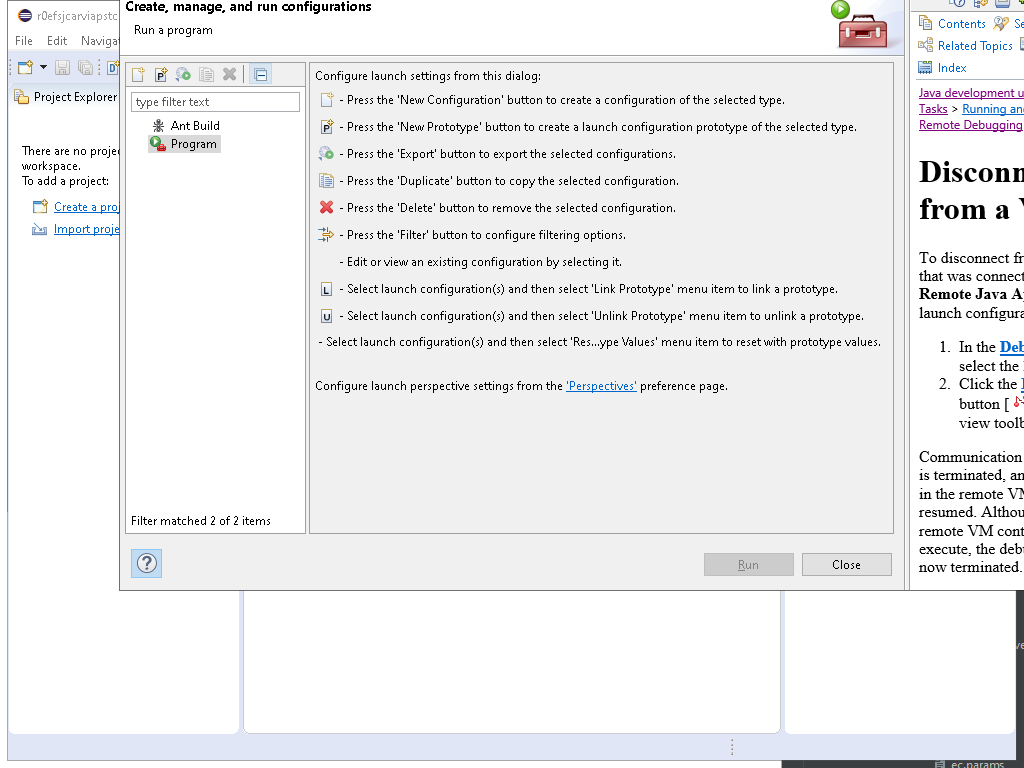 r0efsjcarviapstc
File Edit Naviga
Project Explorer
There are no proje
workspace.
To add a project:
Create a proj
Import proje
Create, manage, and run configurations
Run a program
type filter text
Ant Build
Program
Filter matched 2 of 2 items
Configure launch settings from this dialog:
- Press the 'New Configuration' button to create a configuration of the selected type.
- Press the 'New Prototype' button to create a launch configuration prototype of the selected type.
- Press the 'Export' button to export the selected configurations.
- Press the 'Duplicate' button to copy the selected configuration.
- Press the 'Delete' button to remove the selected configuration.
- Press the 'Filter' button to configure filtering options.
- Edit or view an existing configuration by selecting it.
- Select launch configuration(s) and then select 'Link Prototype' menu item to link a prototype.
- Select launch configuration(s) and then select 'Unlink Prototype' menu item to unlink a prototype.
- Select launch configuration(s) and then select 'Res...ype Values' menu item to reset with prototype values.
Configure launch perspective settings from the 'Perspectives' preference page.
Run Close
Contents Se
Related Topics
Index
Java development u
Tasks > Running and
Remote Debugging
Disconn
from a V
To disconnect fr
that was connect
Remote Java Ap
launch configura
1. In the Deb
select the
2. Click the
button [
view toolb
Communication
is terminated, an
in the remote VM
resumed. Althou
remote VM cont
execute, the debu
now terminated.
ec.params